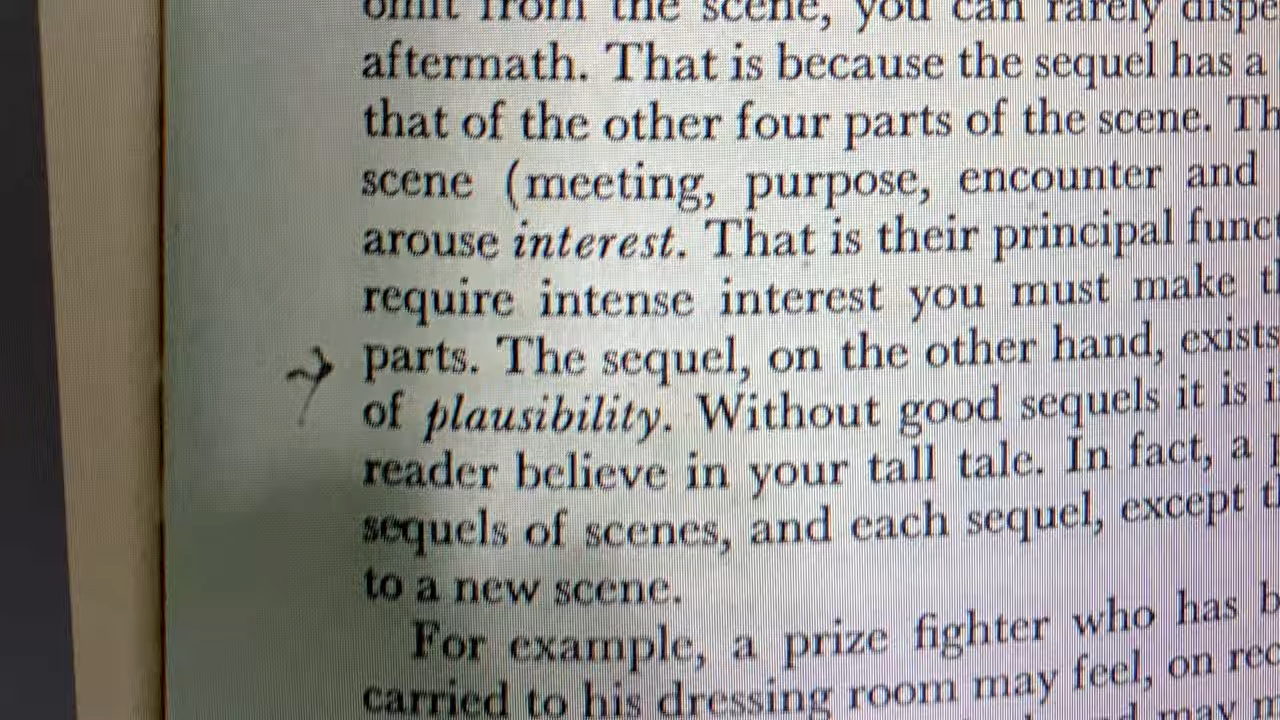 omit from the scene, you can rarely
aftermath. That is because the sequel has a
that of the other four parts of the scene.
scene (meeting, purpose, encounter and
arouse interest. That is their principal
require intense interest you must make
parts. The sequel, on the other hand, exists
of plausibility. Without good sequels it is
reader believe in your tall tale. In fact, a
sequels of scenes, and each sequel, except
to a new scene.
For example, a prize fighter who has
carried to his dressing room may feel, on
may